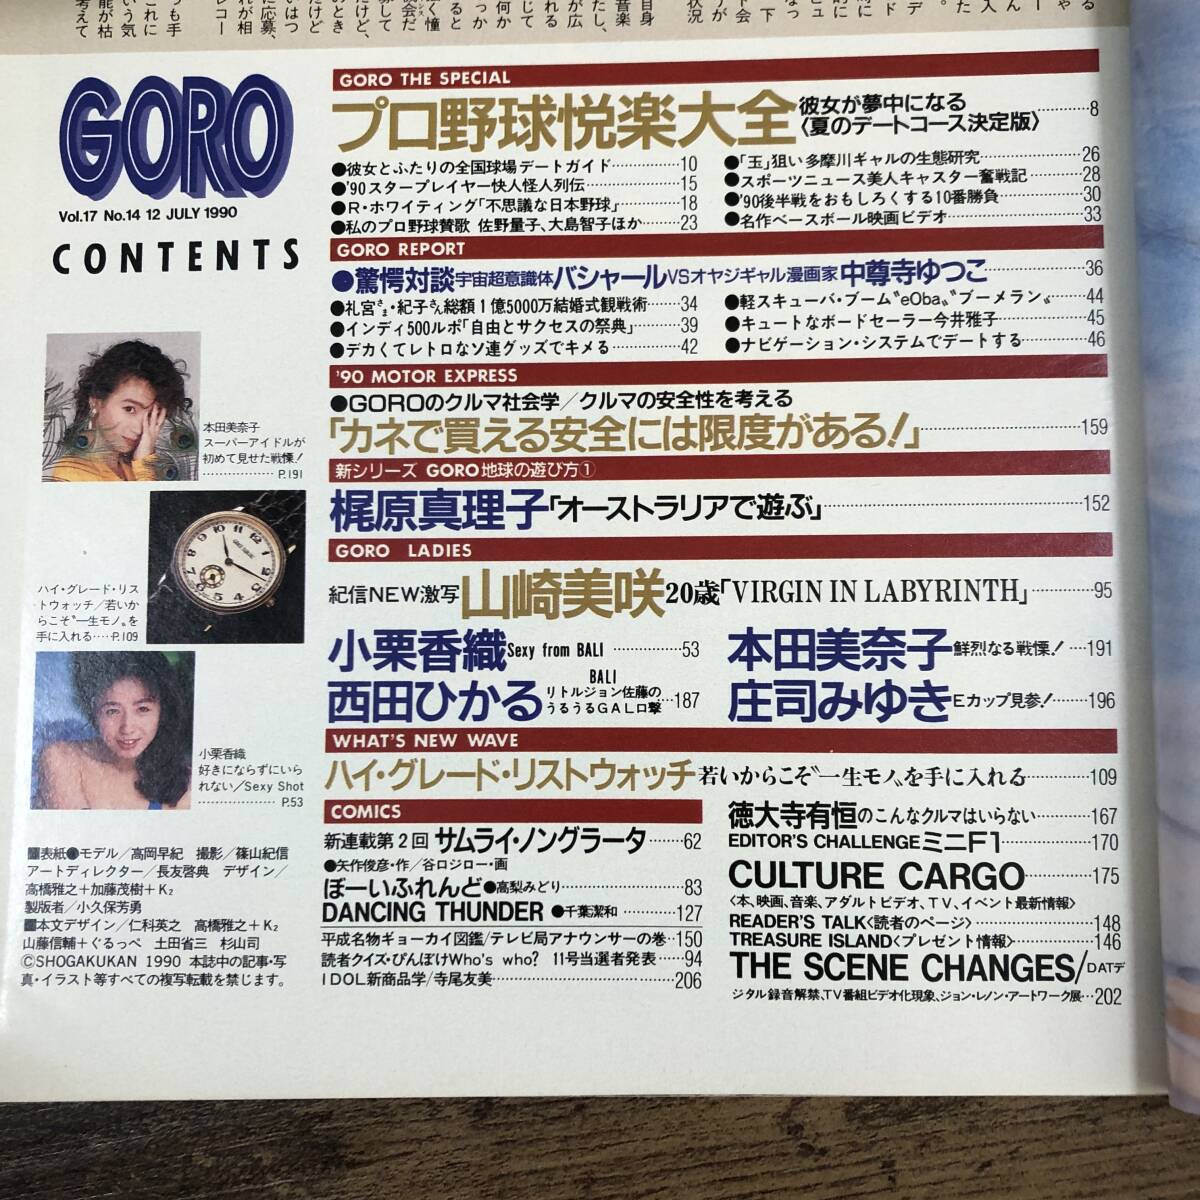 GORO
Vol.17 No.14 12 JULY 1990
CONTENTS
本田美奈子
スーパーアイドルが
初めて見せた戦慄!
P.191
ハイ・グレード・リス
トウォッチ/若いか
らこそ〝一生モノ〟を
手に入れる‥‥P.109
小栗香織
好きにならずにいら
れない/Sexy Shot
P.53
表紙●モデル/高岡早紀 撮影/篠山紀信
アートディレクター/長友啓典 デザイン/
高橋雅之+加藤茂樹+K₂
製版者/小久保芳勇
本文デザイン/仁科英之 高橋雅之+K₂
山藤信輔+ぐるっぺ 土田省三 杉山司
©SHOGAKUKAN 1990 本誌中の記事・写
真・イラスト等すべての複写転載を禁じます。
GORO THE SPECIAL
プロ野球悦楽大全 彼女が夢中になる
〈夏のデートコース決定版〉 8
●彼女とふたりの全国球場デートガイド 10
●'90スタープレイヤー快人怪人列伝 15
●R・ホワイティング「不思議な日本野球」 18
●私のプロ野球賛歌 佐野量子、大島智子ほか 23
●「玉」狙い多摩川ギャルの生態研究 26
●スポーツニュース美人キャスター奮戦記 28
●'90後半戦をおもしろくする10番勝負 30
●名作ベースボール映画ビデオ 33
GORO REPORT
●驚愕対談 宇宙超意識体バシャールVSオヤジギャル漫画家 中尊寺ゆつこ 36
●礼宮さま・紀子さん総額1億5000万結婚式観戦術 34
●インディ500ルポ「自由とサクセスの祭典」 39
●デカくてレトロなソ連グッズでキメる 42
●軽スキューバ・ブーム〝eOba〟〝ブーメラン〟 44
●キュートなボードセーラー今井雅子 45
●ナビゲーション・システムでデートする 46
'90 MOTOR EXPRESS
●GOROのクルマ社会学/クルマの安全性を考える
「カネで買える安全には限度がある!」 159
新シリーズ GORO地球の遊び方①
梶原真理子「オーストラリアで遊ぶ」 152
GORO LADIES
紀信NEW激写 山崎美咲 20歳「VIRGIN IN LABYRINTH」 95
小栗香織 Sexy from BALI 53
西田ひかる BALI
リトルジョン佐藤の
うるうるGAL口撃 187
本田美奈子 鮮烈なる戦慄! 191
庄司みゆき Eカップ見参! 196
WHAT'S NEW WAVE
ハイ・グレード・リストウォッチ 若いからこそ〝一生モノ〟を手に入れる 109
COMICS
新連載第2回 サムライ・ノングラータ 62
●矢作俊彦・作/谷口ジロー・画
ぼーいふれんど ●高梨みどり 83
DANCING THUNDER ●千葉潔和 127
平成名物ギョーカイ図鑑/テレビ局アナウンサーの巻 150
読者クイズ・ぴんぼけWho's who? 11号当選者発表 94
IDOL新商品学/寺尾友美 206
徳大寺有恒のこんなクルマはいらない 167
EDITOR'S CHALLENGE ミニF1 170
CULTURE CARGO 175
〈本、映画、音楽、アダルトビデオ、TV、イベント最新情報〉
READER'S TALK〈読者のページ〉 148
TREASURE ISLAND〈プレゼント情報〉 146
THE SCENE CHANGES/DATデ
ジタル録音解禁、TV番組ビデオ化現象、ジョン・レノン・アートワーク展 202